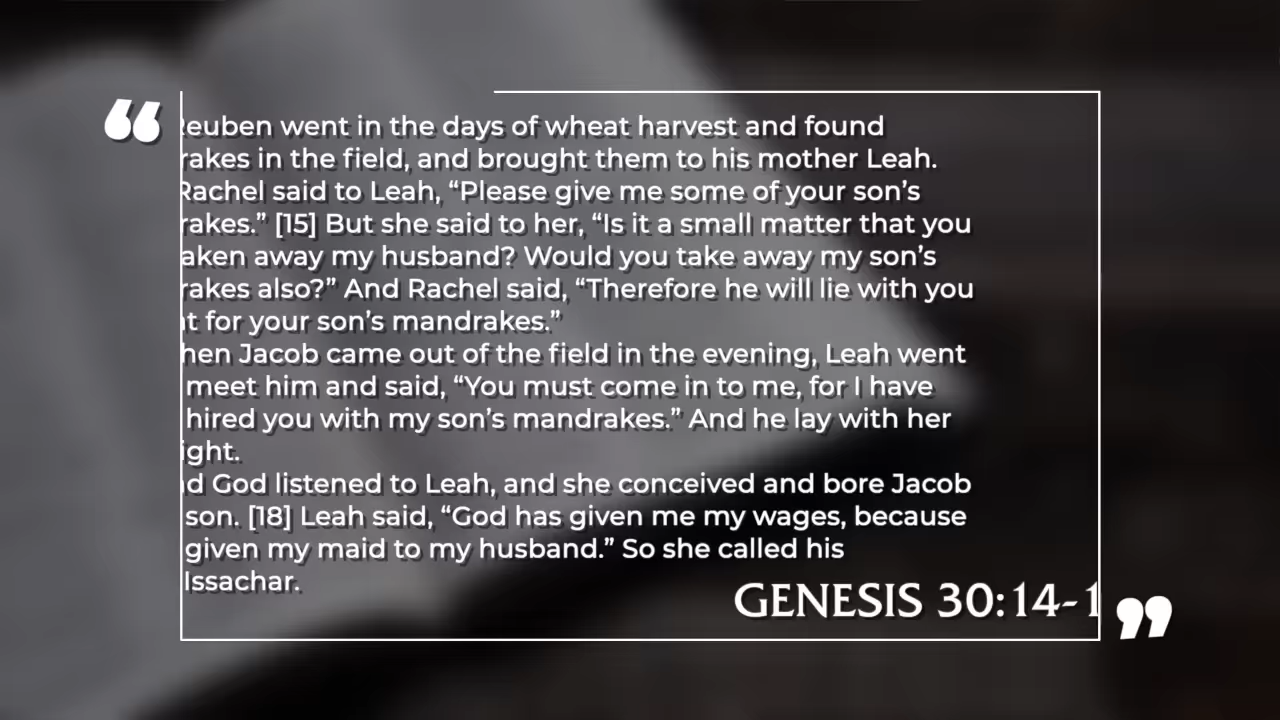 “
Reuben went in the days of wheat harvest and found
rakes in the field, and brought them to his mother Leah.
Rachel said to Leah, “Please give me some of your son’s
rakes.” [15] But she said to her, “Is it a small matter that you
aken away my husband? Would you take away my son’s
rakes also?” And Rachel said, “Therefore he will lie with you
t for your son’s mandrakes.”
hen Jacob came out of the field in the evening, Leah went
meet him and said, “You must come in to me, for I have
hired you with my son’s mandrakes.” And he lay with her
ight.
d God listened to Leah, and she conceived and bore Jacob
son. [18] Leah said, “God has given me my wages, because
given my maid to my husband.” So she called his
Issachar.
GENESIS 30:14-1
”